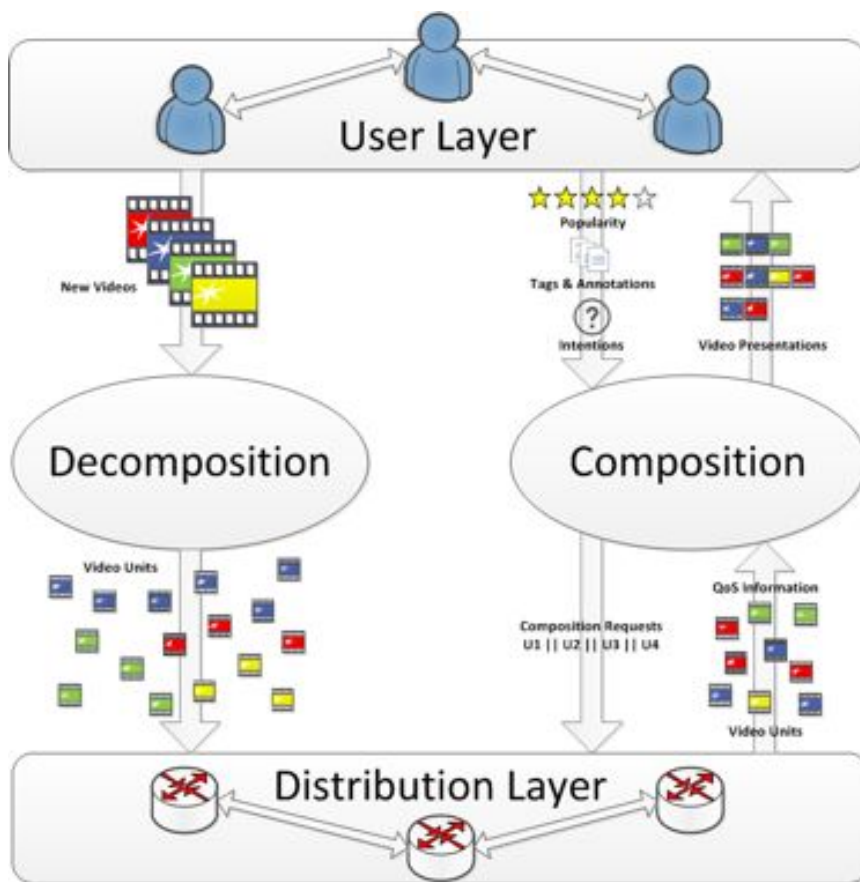 User Layer
New Videos
Popularity
Tags & Annotations
?
Intentions
Video Presentations
Decomposition
Composition
Video Units
Composition Requests
U1 || U2 || U3 || U4
QoS Information
Video Units
Distribution Layer